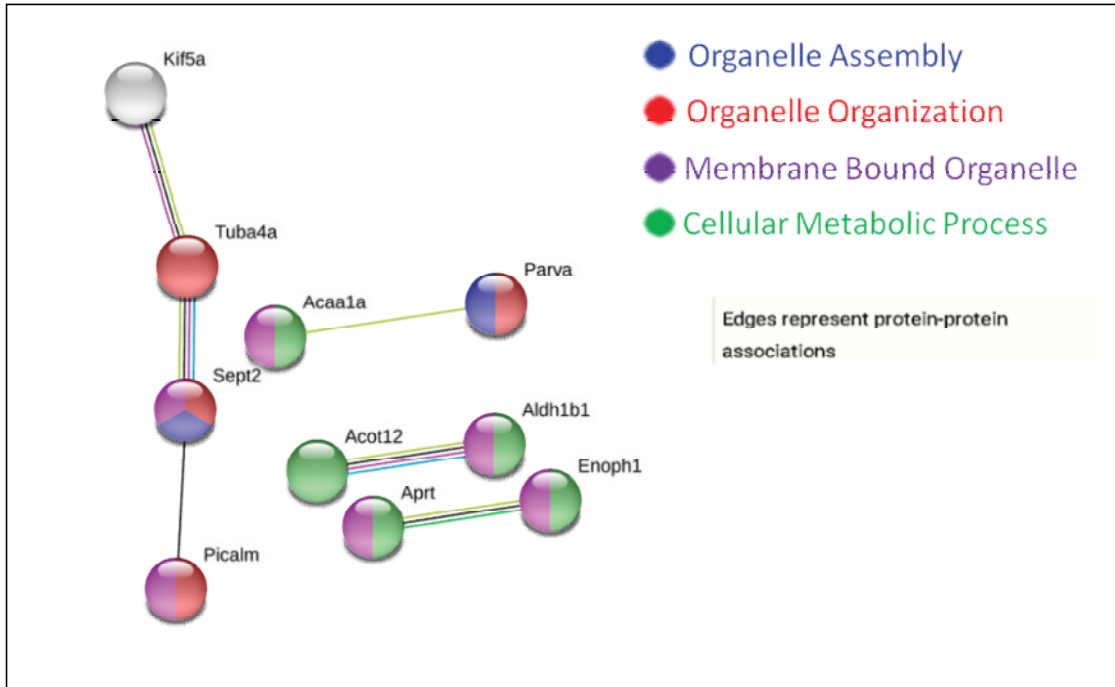 Kif5a
Organelle Assembly
Organelle Organization
Membrane Bound Organelle
Cellular Metabolic Process
Tuba4a
Parva
Acaa1a
Edges represent protein-protein
associations
Sept2
Aldh1b1
Acot12
Enoph1
Aprt
Picalm